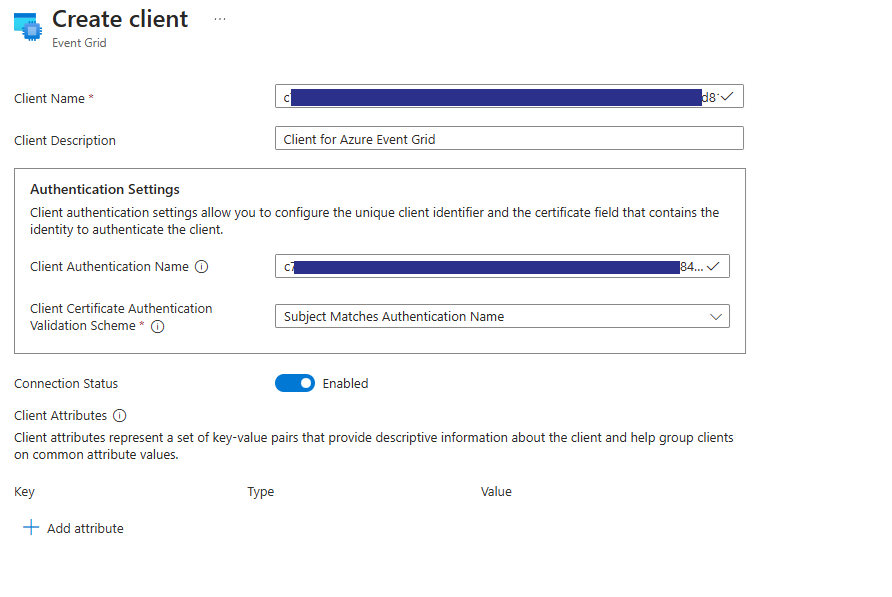 Create client
...
Event Grid
Client Name *
Client Description
Client for Azure Event Grid
Authentication Settings
Client authentication settings allow you to configure the unique client identifier and the certificate field that contains the
identity to authenticate the client.
Client Authentication Name
84...
Client Certificate Authentication
Validation Scheme *
Subject Matches Authentication Name
Connection Status
Enabled
Client Attributes
Client attributes represent a set of key-value pairs that provide descriptive information about the client and help group clients
on common attribute values.
Key Type Value
Add attribute